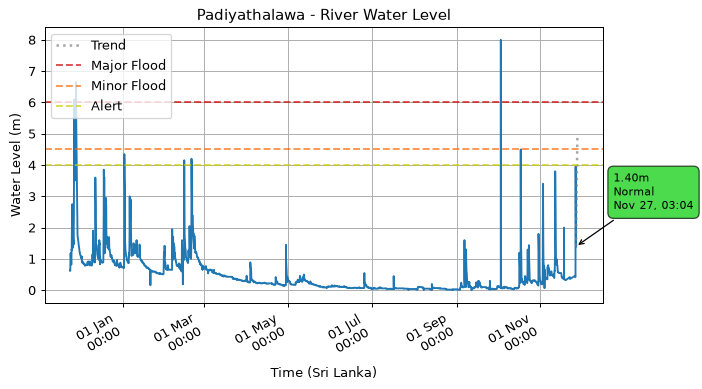 Padiyathalawa - River Water Level
Trend
Major Flood
Minor Flood
Alert
Water Level (m)
8
7
6
5
4
3
2
1
0
1.40m
Normal
Nov 27, 03:04
01 Jan
00:00
01 Mar
00:00
01 May
00:00
01 Jul
00:00
01 Sep
00:00
01 Nov
00:00
Time (Sri Lanka)